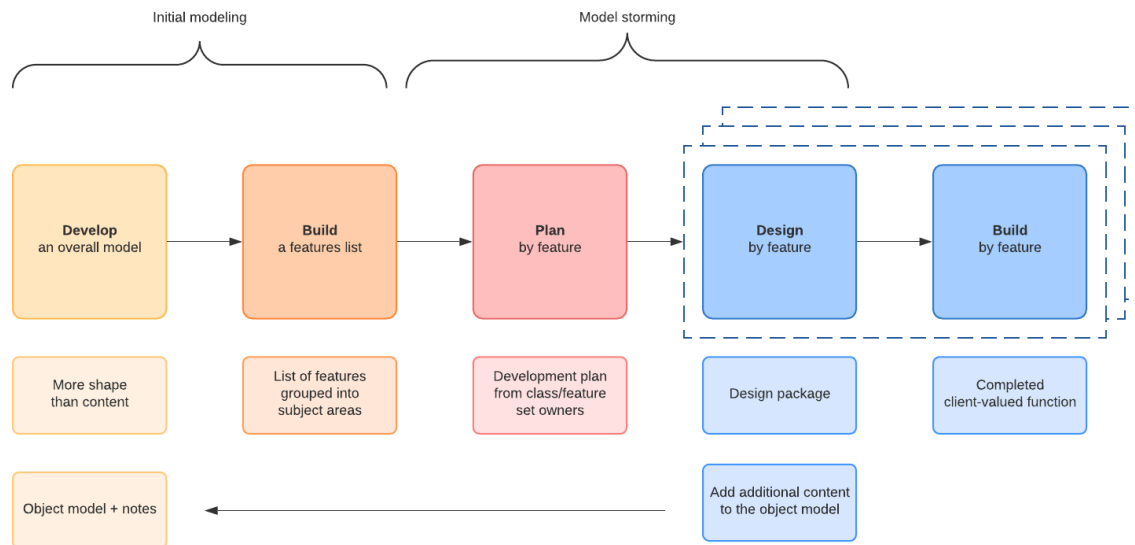 Initial modeling
Model storming
Develop
an overall model
Build
a features list
Plan
by feature
Design
by feature
Build
by feature
More shape
than content
List of features
grouped into
subject areas
Development plan
from class/feature
set owners
Design package
Completed
client-valued function
Object model + notes
Add additional content
to the object model